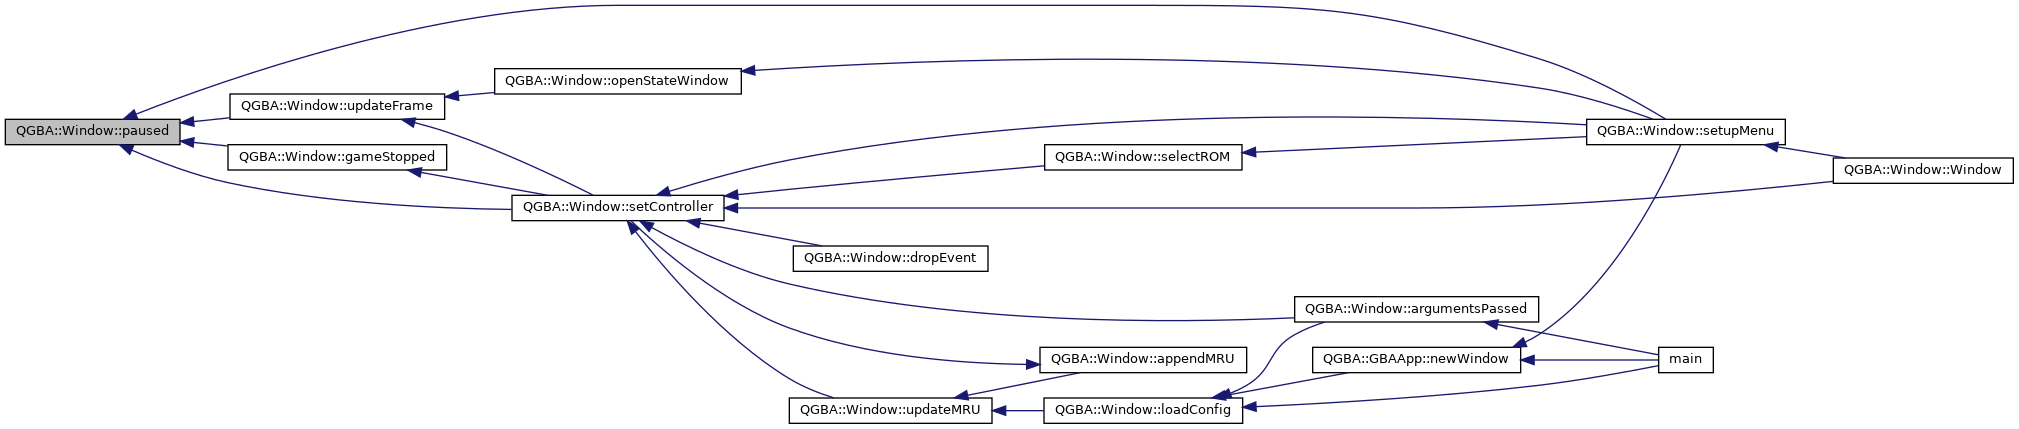 QGBA::Window::paused
QGBA::Window::updateFrame
QGBA::Window::gameStopped
QGBA::Window::openStateWindow
QGBA::Window::setController
QGBA::Window::dropEvent
QGBA::Window::updateMRU
QGBA::Window::selectROM
QGBA::Window::appendMRU
QGBA::Window::loadConfig
QGBA::Window::argumentsPassed
QGBA::GBAApp::newWindow
QGBA::Window::setupMenu
main
QGBA::Window::Window